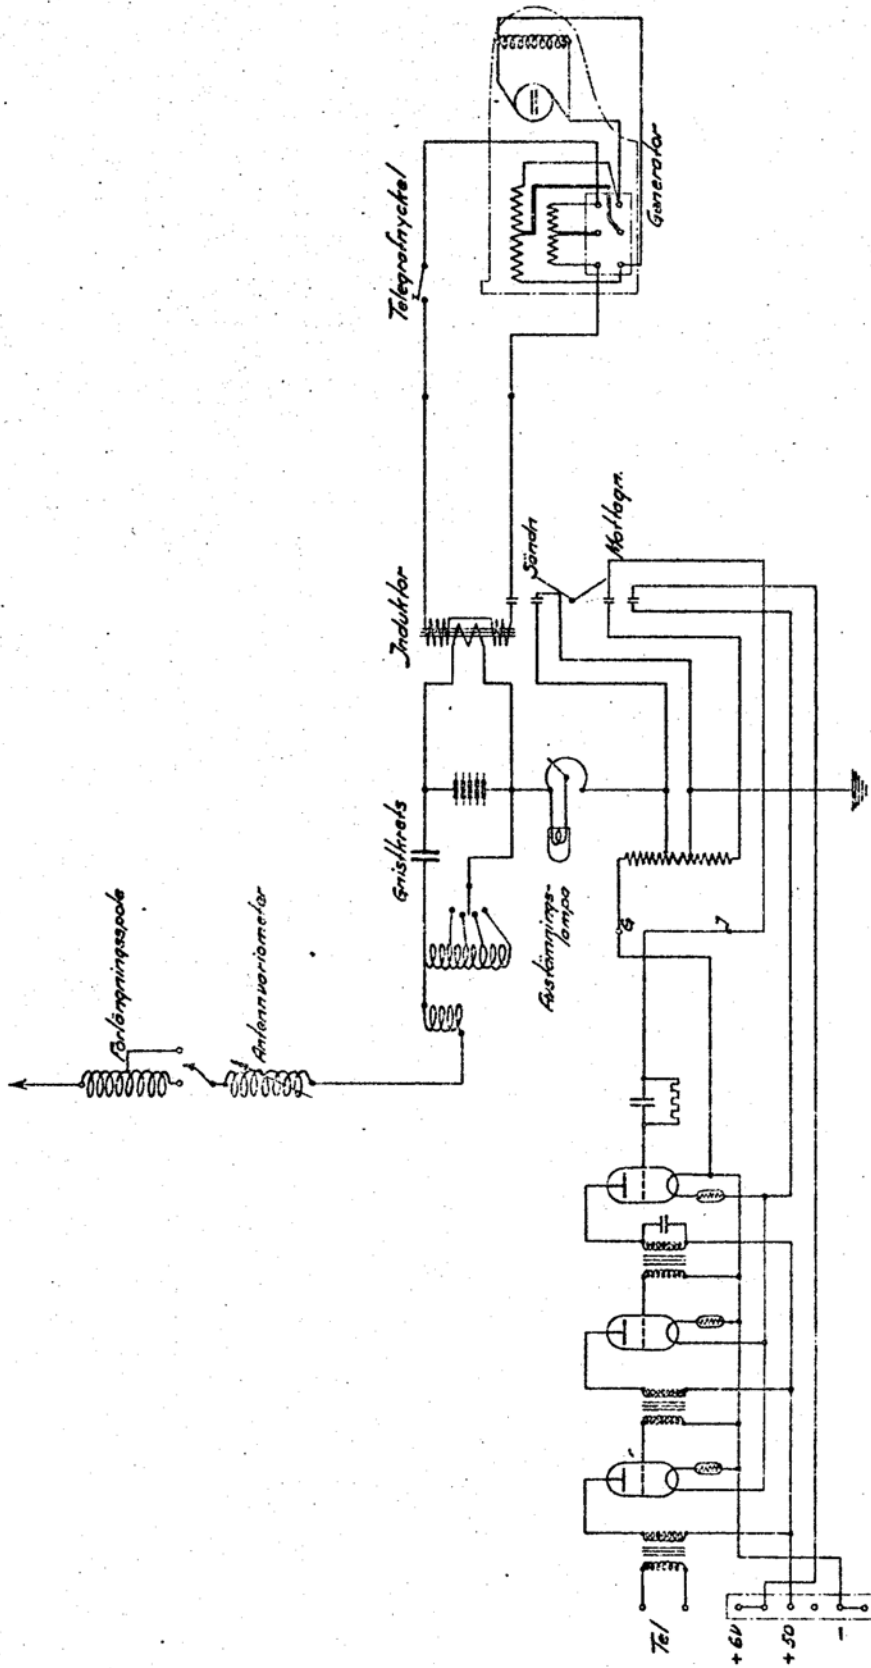 Telegrafnyckel
Generator
Induktor
Sändn
Mottagn.
Gnistkrets
Förlängningsspole
Antennvariometer
Avstämnings-
lampa
G
J
Tel
+6V
+50
−